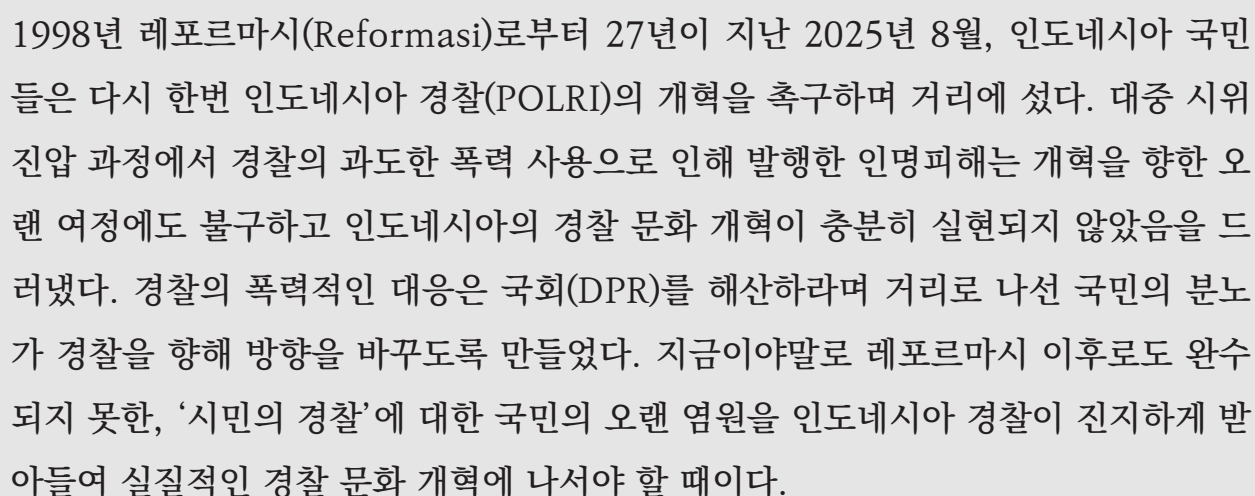 1998년 레포르마시(Reformasi)로부터 27년이 지난 2025년 8월, 인도네시아 국민
들은 다시 한번 인도네시아 경찰(POLRI)의 개혁을 촉구하며 거리에 섰다. 대중 시위
진압 과정에서 경찰의 과도한 폭력 사용으로 인해 발행한 인명피해는 개혁을 향한 오
랜 여정에도 불구하고 인도네시아의 경찰 문화 개혁이 충분히 실현되지 않았음을 드
러냈다. 경찰의 폭력적인 대응은 국회(DPR)를 해산하라며 거리로 나선 국민의 분노
가 경찰을 향해 방향을 바꾸도록 만들었다. 지금이야말로 레포르마시 이후로도 완수
되지 못한, ‘시민의 경찰’에 대한 국민의 오랜 염원을 인도네시아 경찰이 진지하게 받
아들여 실질적인 경찰 문화 개혁에 나서야 할 때이다.